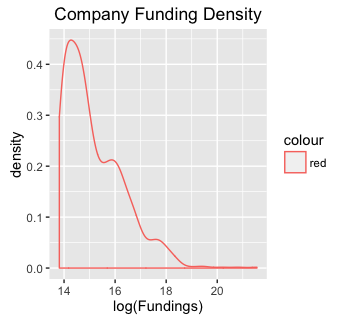 Company Funding Density
density
0.4
0.3
0.2
0.1
0.0
14 16 18 20
log(Fundings)
colour
red